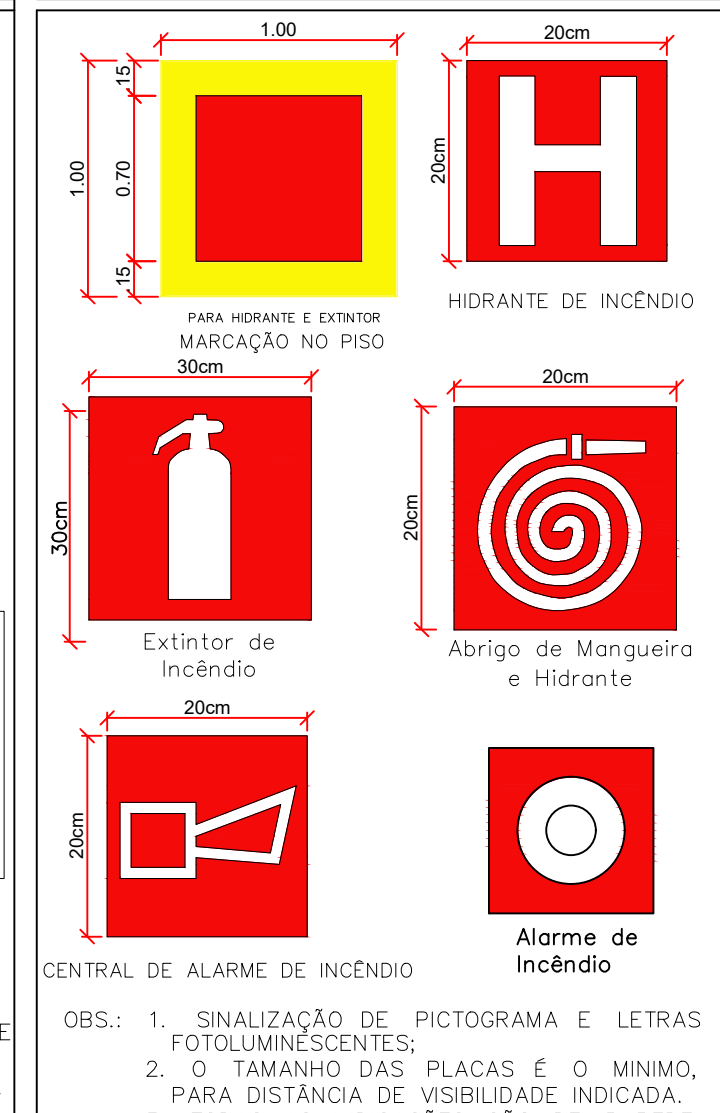 1.00
.15
1.00
0.70
.15
PARA HIDRANTE E EXTINTOR
MARCAÇÃO NO PISO
20cm
20cm
H
HIDRANTE DE INCÊNDIO
30cm
30cm
Extintor de
Incêndio
20cm
20cm
Abrigo de Mangueira
e Hidrante
20cm
20cm
CENTRAL DE ALARME DE INCÊNDIO
Alarme de
Incêndio
E
OBS.: 1. SINALIZAÇÃO DE PICTOGRAMA E LETRAS
FOTOLUMINESCENTES;
2. O TAMANHO DAS PLACAS É O MINIMO,
PARA DISTÂNCIA DE VISIBILIDADE INDICADA.